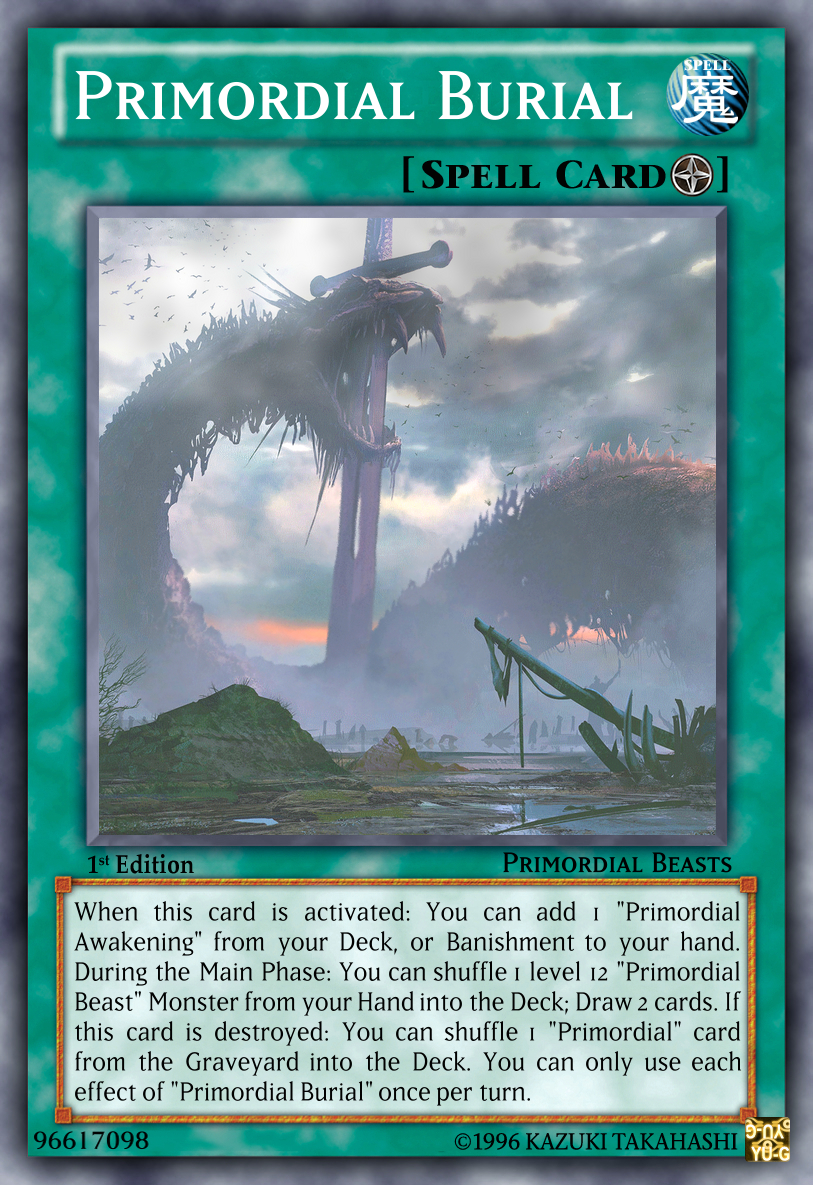 Primordial Burial
SPELL
魔
[Spell Card]
1st Edition
Primordial Beasts
When this card is activated: You can add 1 "Primordial
Awakening" from your Deck, or Banishment to your hand.
During the Main Phase: You can shuffle 1 level 12 "Primordial
Beast" Monster from your Hand into the Deck; Draw 2 cards. If
this card is destroyed: You can shuffle 1 "Primordial" card
from the Graveyard into the Deck. You can only use each
effect of "Primordial Burial" once per turn.
96617098
©1996 KAZUKI TAKAHASHI